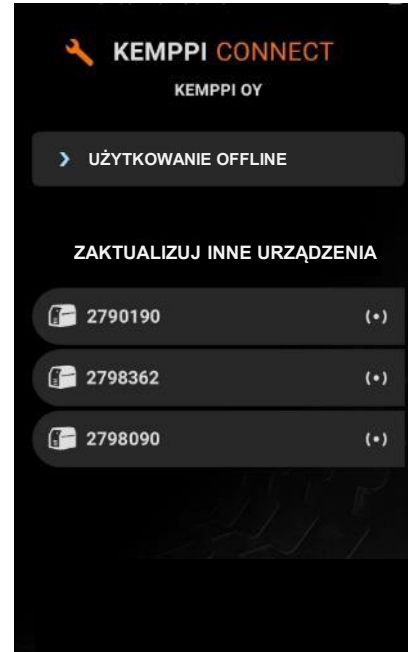 KEMPPI CONNECT
KEMPPI OY
UŻYTKOWANIE OFFLINE
ZAKTUALIZUJ INNE URZĄDZENIA
2790190
2798362
2798090